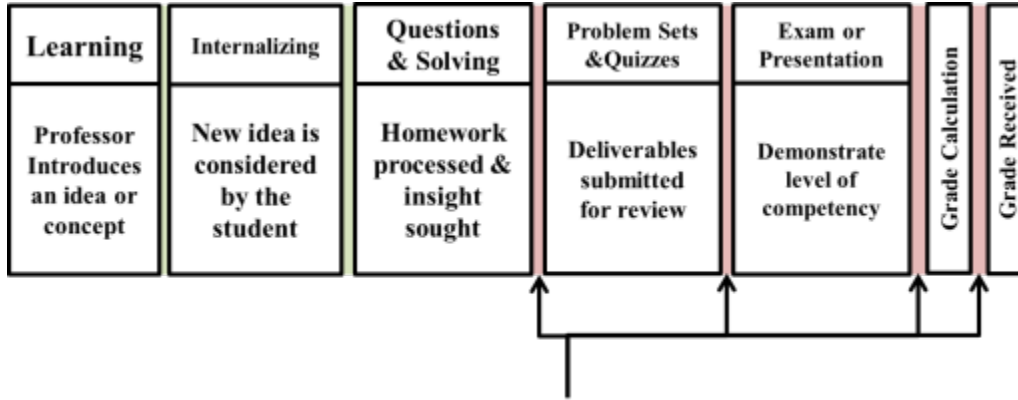 Learning
Professor
Introduces
an idea or
concept
Internalizing
New idea is
considered
by the
student
Questions
& Solving
Homework
processed &
insight
sought
Problem Sets
&Quizzes
Deliverables
submitted
for review
Exam or
Presentation
Demonstrate
level of
competency
Grade Calculation
Grade Received